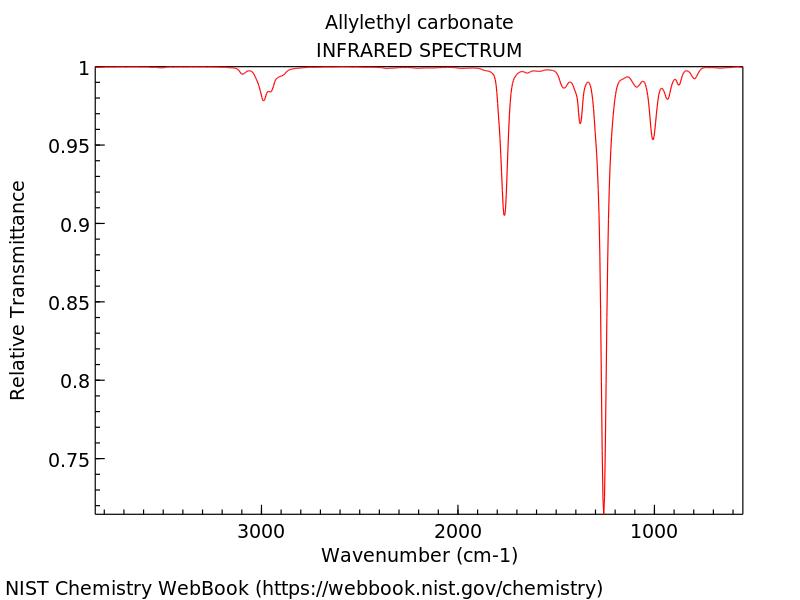 Allylethyl carbonate
INFRARED SPECTRUM
1
0.95
0.9
0.85
0.8
0.75
Relative Transmittance
3000 2000 1000
Wavenumber (cm-1)
NIST Chemistry WebBook (https://webbook.nist.gov/chemistry)